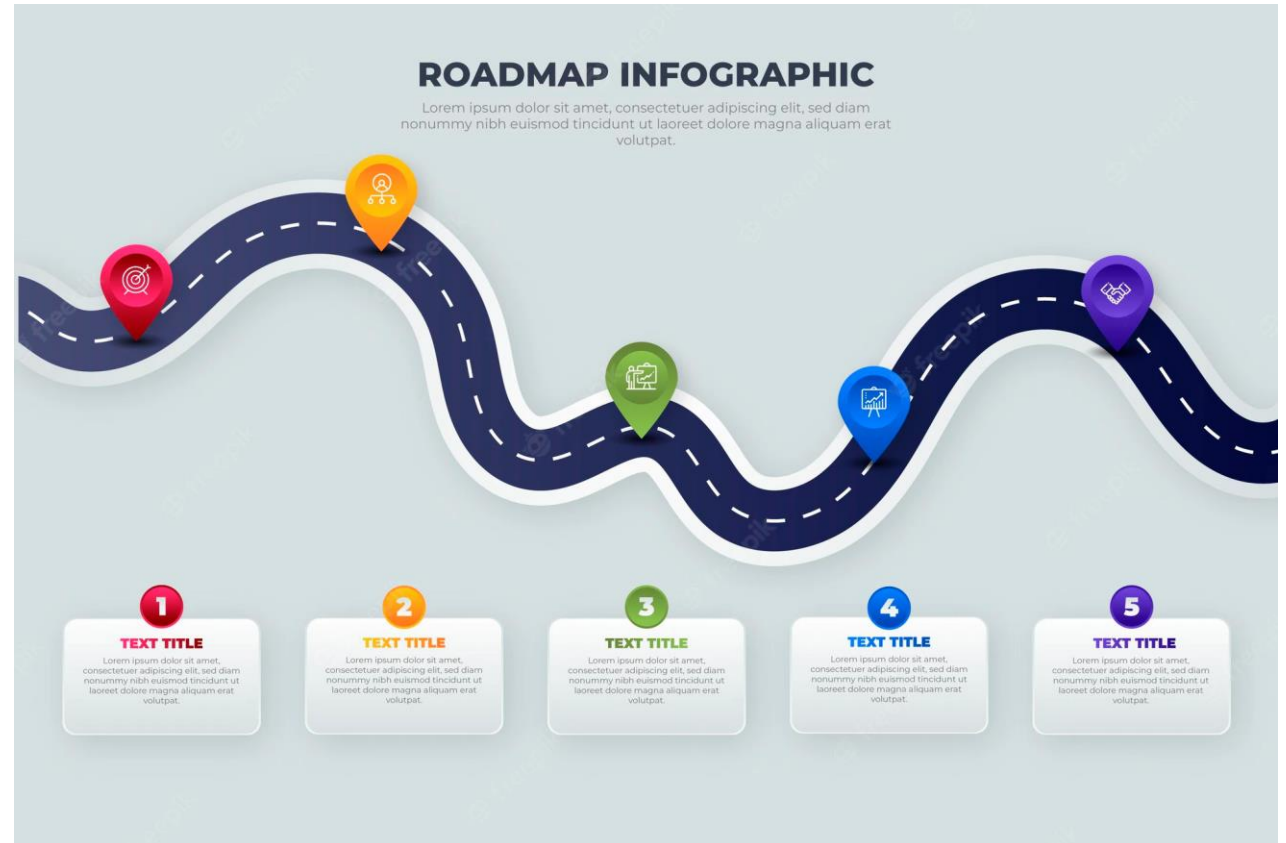 ROADMAP INFOGRAPHIC
Lorem ipsum dolor sit amet, consectetuer adipiscing elit, sed diam
nonummy nibh euismod tincidunt ut laoreet dolore magna aliquam erat
volutpat.
1
TEXT TITLE
Lorem ipsum dolor sit amet,
consectetuer adipiscing elit, sed diam
nonummy nibh euismod tincidunt ut
laoreet dolore magna aliquam erat
volutpat.
2
TEXT TITLE
Lorem ipsum dolor sit amet,
consectetuer adipiscing elit, sed diam
nonummy nibh euismod tincidunt ut
laoreet dolore magna aliquam erat
volutpat.
3
TEXT TITLE
Lorem ipsum dolor sit amet,
consectetuer adipiscing elit, sed diam
nonummy nibh euismod tincidunt ut
laoreet dolore magna aliquam erat
volutpat.
4
TEXT TITLE
Lorem ipsum dolor sit amet,
consectetuer adipiscing elit, sed diam
nonummy nibh euismod tincidunt ut
laoreet dolore magna aliquam erat
volutpat.
5
TEXT TITLE
Lorem ipsum dolor sit amet,
consectetuer adipiscing elit, sed diam
nonummy nibh euismod tincidunt ut
laoreet dolore magna aliquam erat
volutpat.
freepik